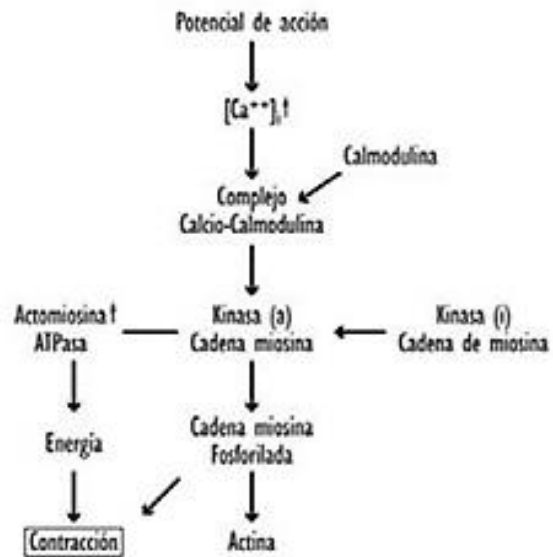 Potencial de acción
[Ca⁺⁺]ᵢ↑
Calmodulina
Complejo
Calcio-Calmodulina
Actomiosina↑
ATPasa
Kinasa (a)
Cadena miosina
Kinasa (i)
Cadena de miosina
Energía
Cadena miosina
Fosforilada
Contracción
Actina